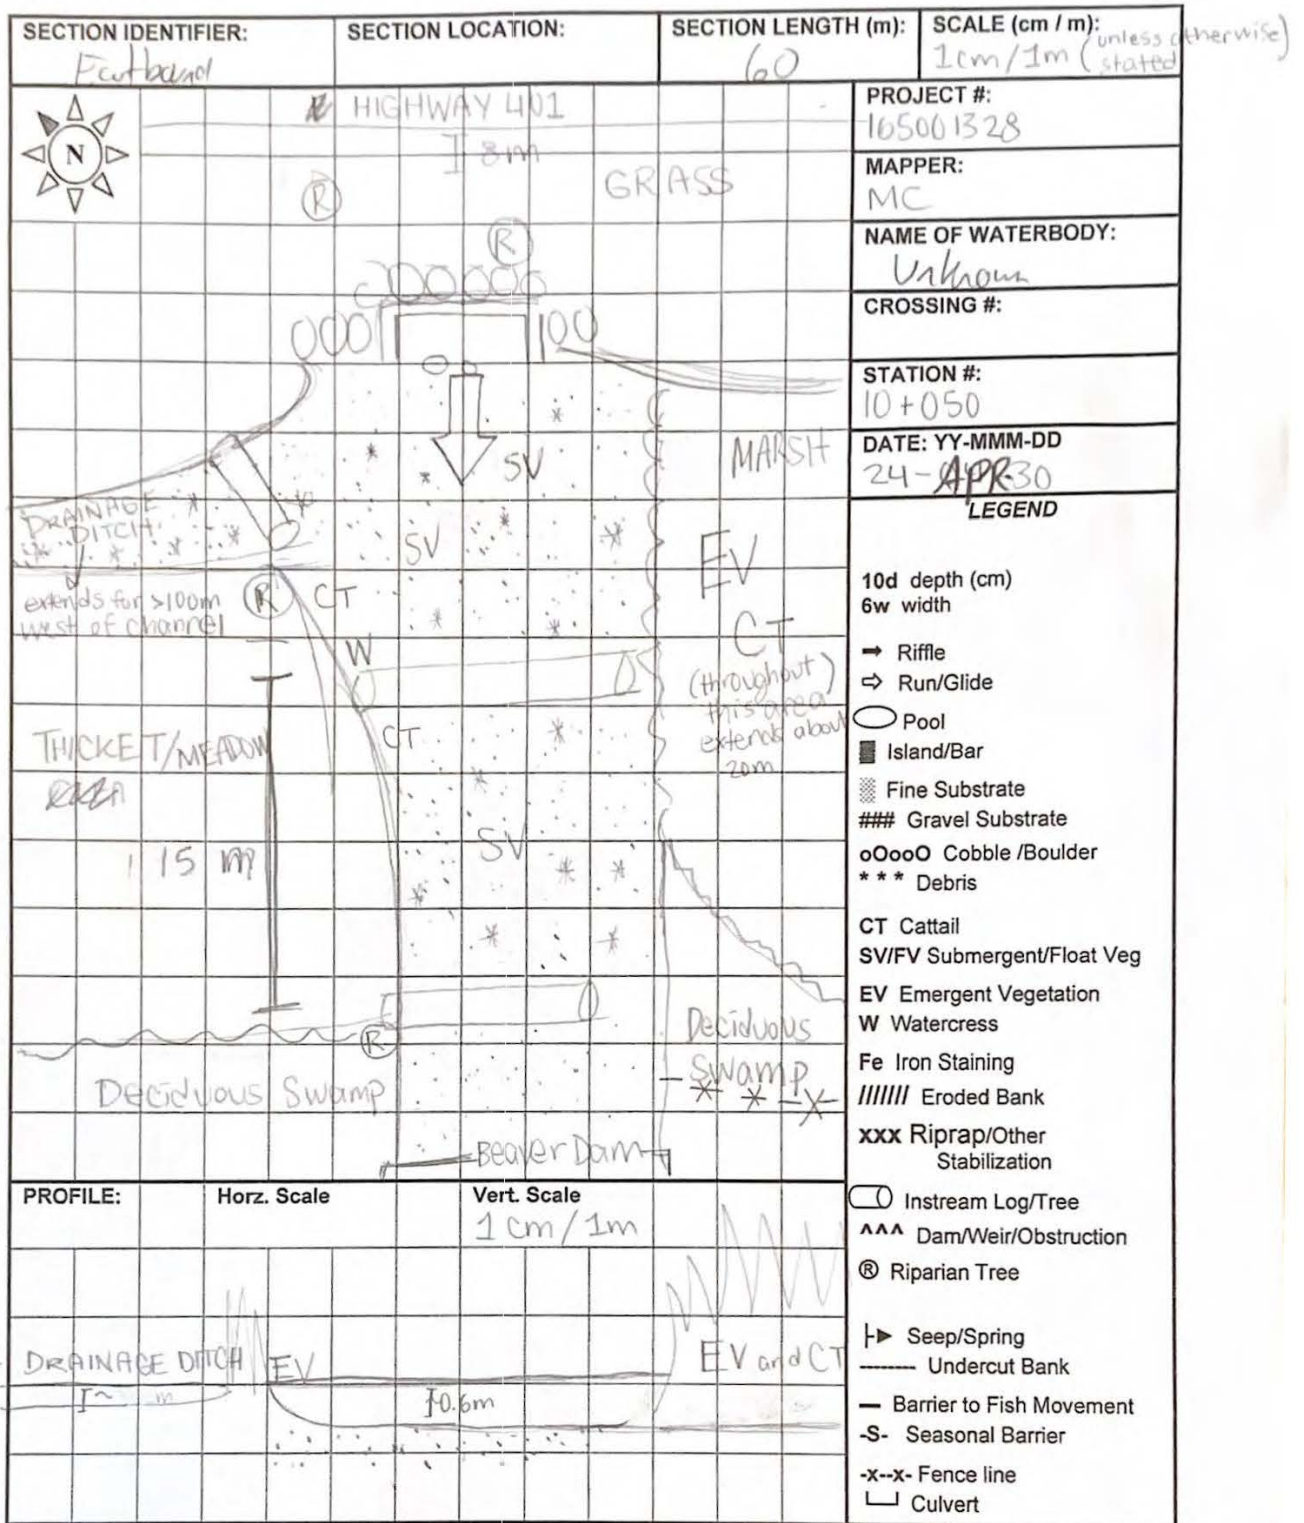 SECTION IDENTIFIER:
SECTION LOCATION:
SECTION LENGTH (m):
60
SCALE (cm / m):
1cm/1m (unless otherwise stated)
N
HIGHWAY 401
3m
GRASS
R
R
PROJECT #:
165001328
MAPPER:
MC
NAME OF WATERBODY:
Unknown
CROSSING #:
STATION #:
10+050
DATE: YY-MMM-DD
24-APR-30
MARSH
SV
DRAINAGE
DITCH
SV
EV
extends for >100m
west of channel
R
CT
CT
W
(throughout)
this area
extends about
20m
THICKET/MEADOW
CT
15 m
SV
Deciduous
Swamp
R
Deciduous Swamp
Beaver Dam
LEGEND
10d depth (cm)
6w width
Riffle
Run/Glide
Pool
Island/Bar
Fine Substrate
### Gravel Substrate
oOooO Cobble /Boulder
* * * Debris
CT Cattail
SV/FV Submergent/Float Veg
EV Emergent Vegetation
W Watercress
Fe Iron Staining
/////// Eroded Bank
xxx Riprap/Other
Stabilization
Instream Log/Tree
^^^ Dam/Weir/Obstruction
® Riparian Tree
Seep/Spring
Undercut Bank
Barrier to Fish Movement
-S- Seasonal Barrier
-x--x- Fence line
Culvert
PROFILE:
Horz. Scale
Vert. Scale
1cm/1m
DRAINAGE DITCH
EV
EV and CT
~ m
0.6m